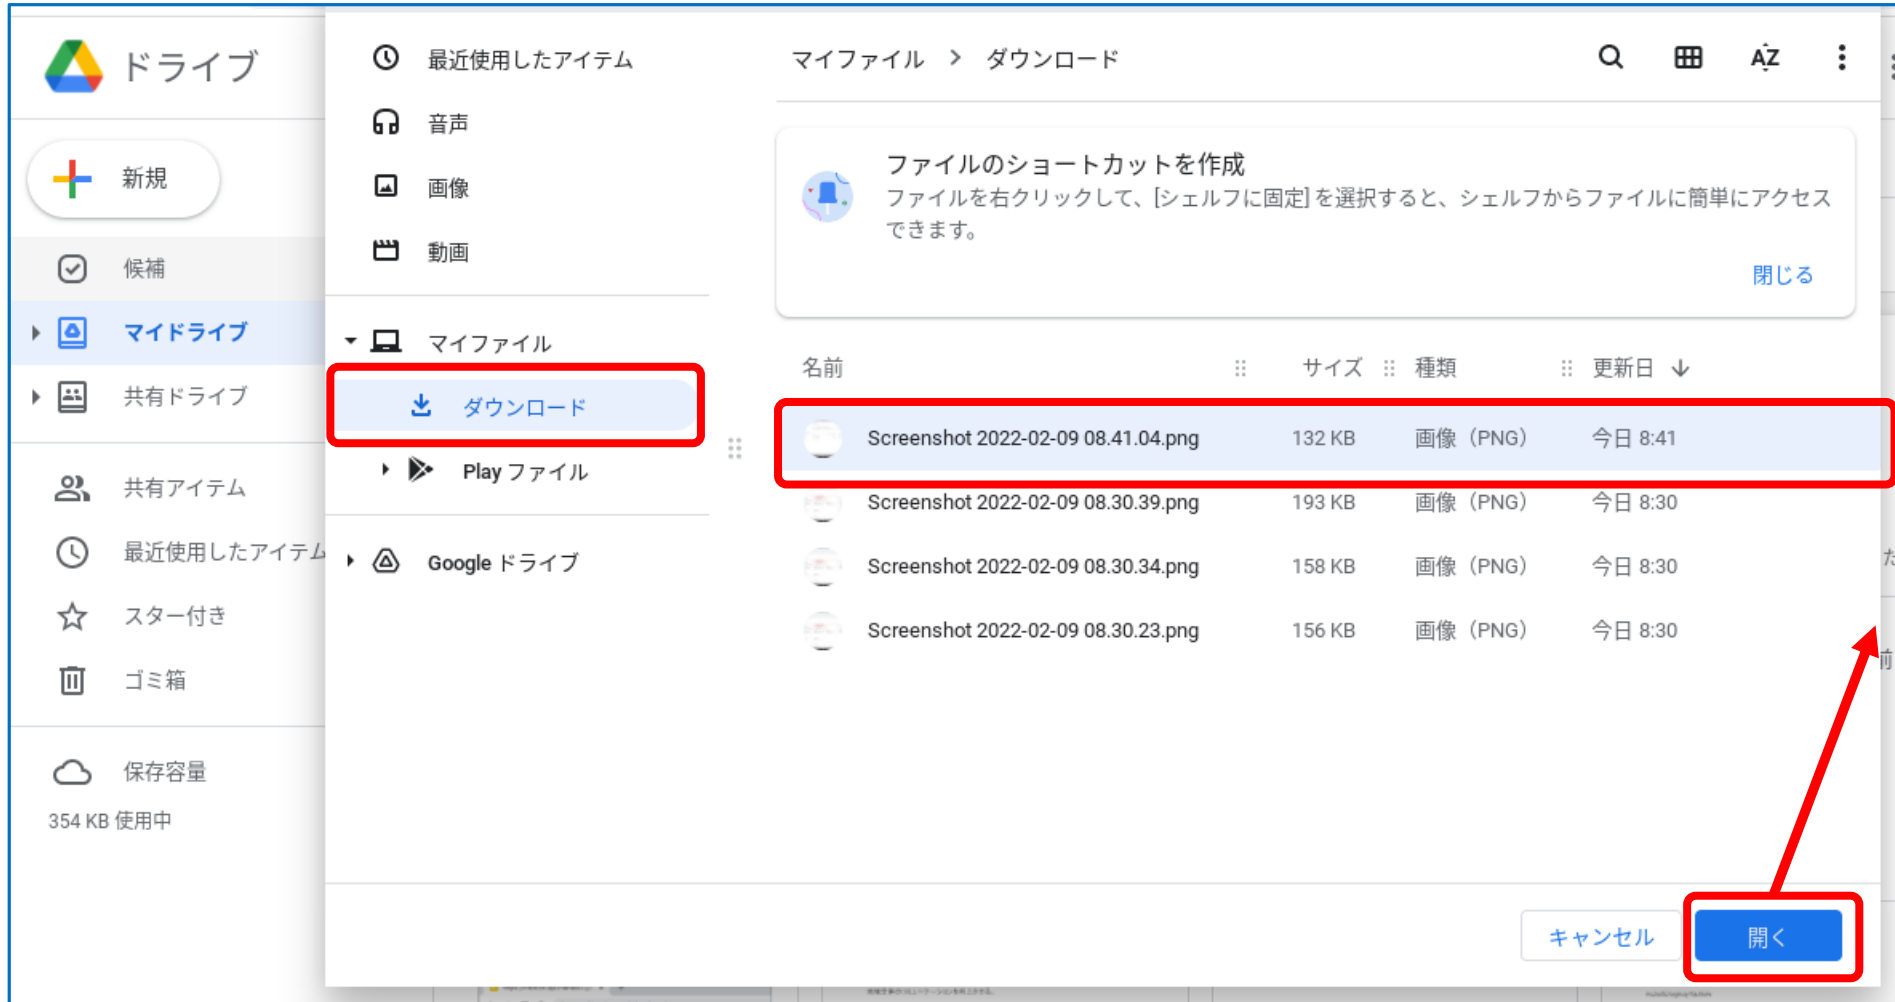 ドライブ
新規
候補
マイドライブ
共有ドライブ
共有アイテム
最近使用したアイテム
スター付き
ゴミ箱
保存容量
354 KB 使用中
最近使用したアイテム
音声
画像
動画
マイファイル
ダウンロード
Play ファイル
Google ドライブ
マイファイル > ダウンロード
AZ
ファイルのショートカットを作成
ファイルを右クリックして、[シェルフに固定] を選択すると、シェルフからファイルに簡単にアクセス
できます。
閉じる
名前 サイズ 種類 更新日
Screenshot 2022-02-09 08.41.04.png 132 KB 画像（PNG） 今日 8:41
Screenshot 2022-02-09 08.30.39.png 193 KB 画像（PNG） 今日 8:30
Screenshot 2022-02-09 08.30.34.png 158 KB 画像（PNG） 今日 8:30
Screenshot 2022-02-09 08.30.23.png 156 KB 画像（PNG） 今日 8:30
前
キャンセル
開く